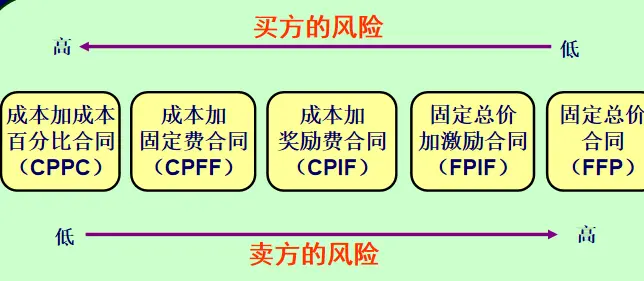 买方的风险
高
低
成本加成本
百分比合同
（CPPC）
成本加
固定费合同
（CPFF）
成本加
奖励费合同
（CPIF）
固定总价
加激励合同
（FPIF）
固定总价
合同
（FFP）
低
高
卖方的风险